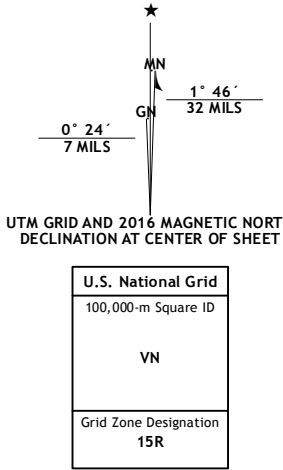 ★
MN
1° 46´
32 MILS
GN
0° 24´
7 MILS
UTM GRID AND 2016 MAGNETIC NORT
DECLINATION AT CENTER OF SHEET
U.S. National Grid
100,000-m Square ID
VN
Grid Zone Designation
15R